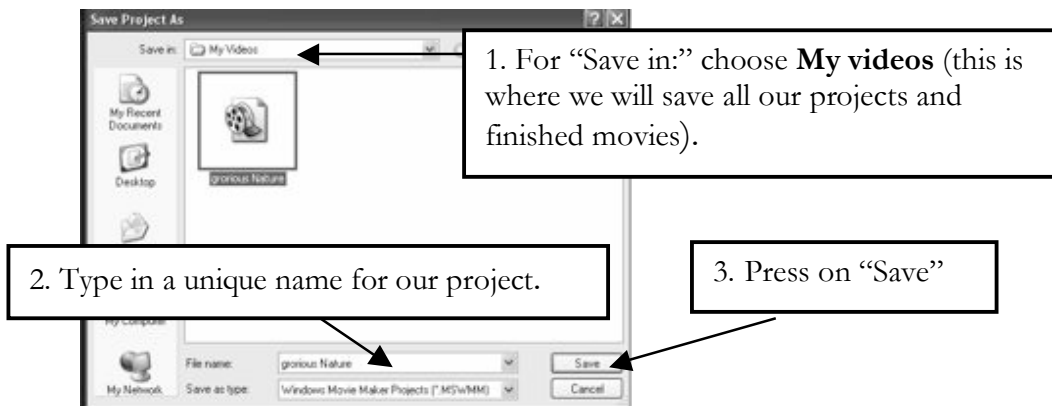 Save Project As
Save in:
My Videos
1. For “Save in:” choose My videos (this is
where we will save all our projects and
finished movies).
My Recent
Documents
Desktop
grorious Nature
2. Type in a unique name for our project.
3. Press on “Save”
My Computer
File name:
grorious Nature
Save
My Network
Save as type:
Windows Movie Maker Projects (*.MSWMM)
Cancel